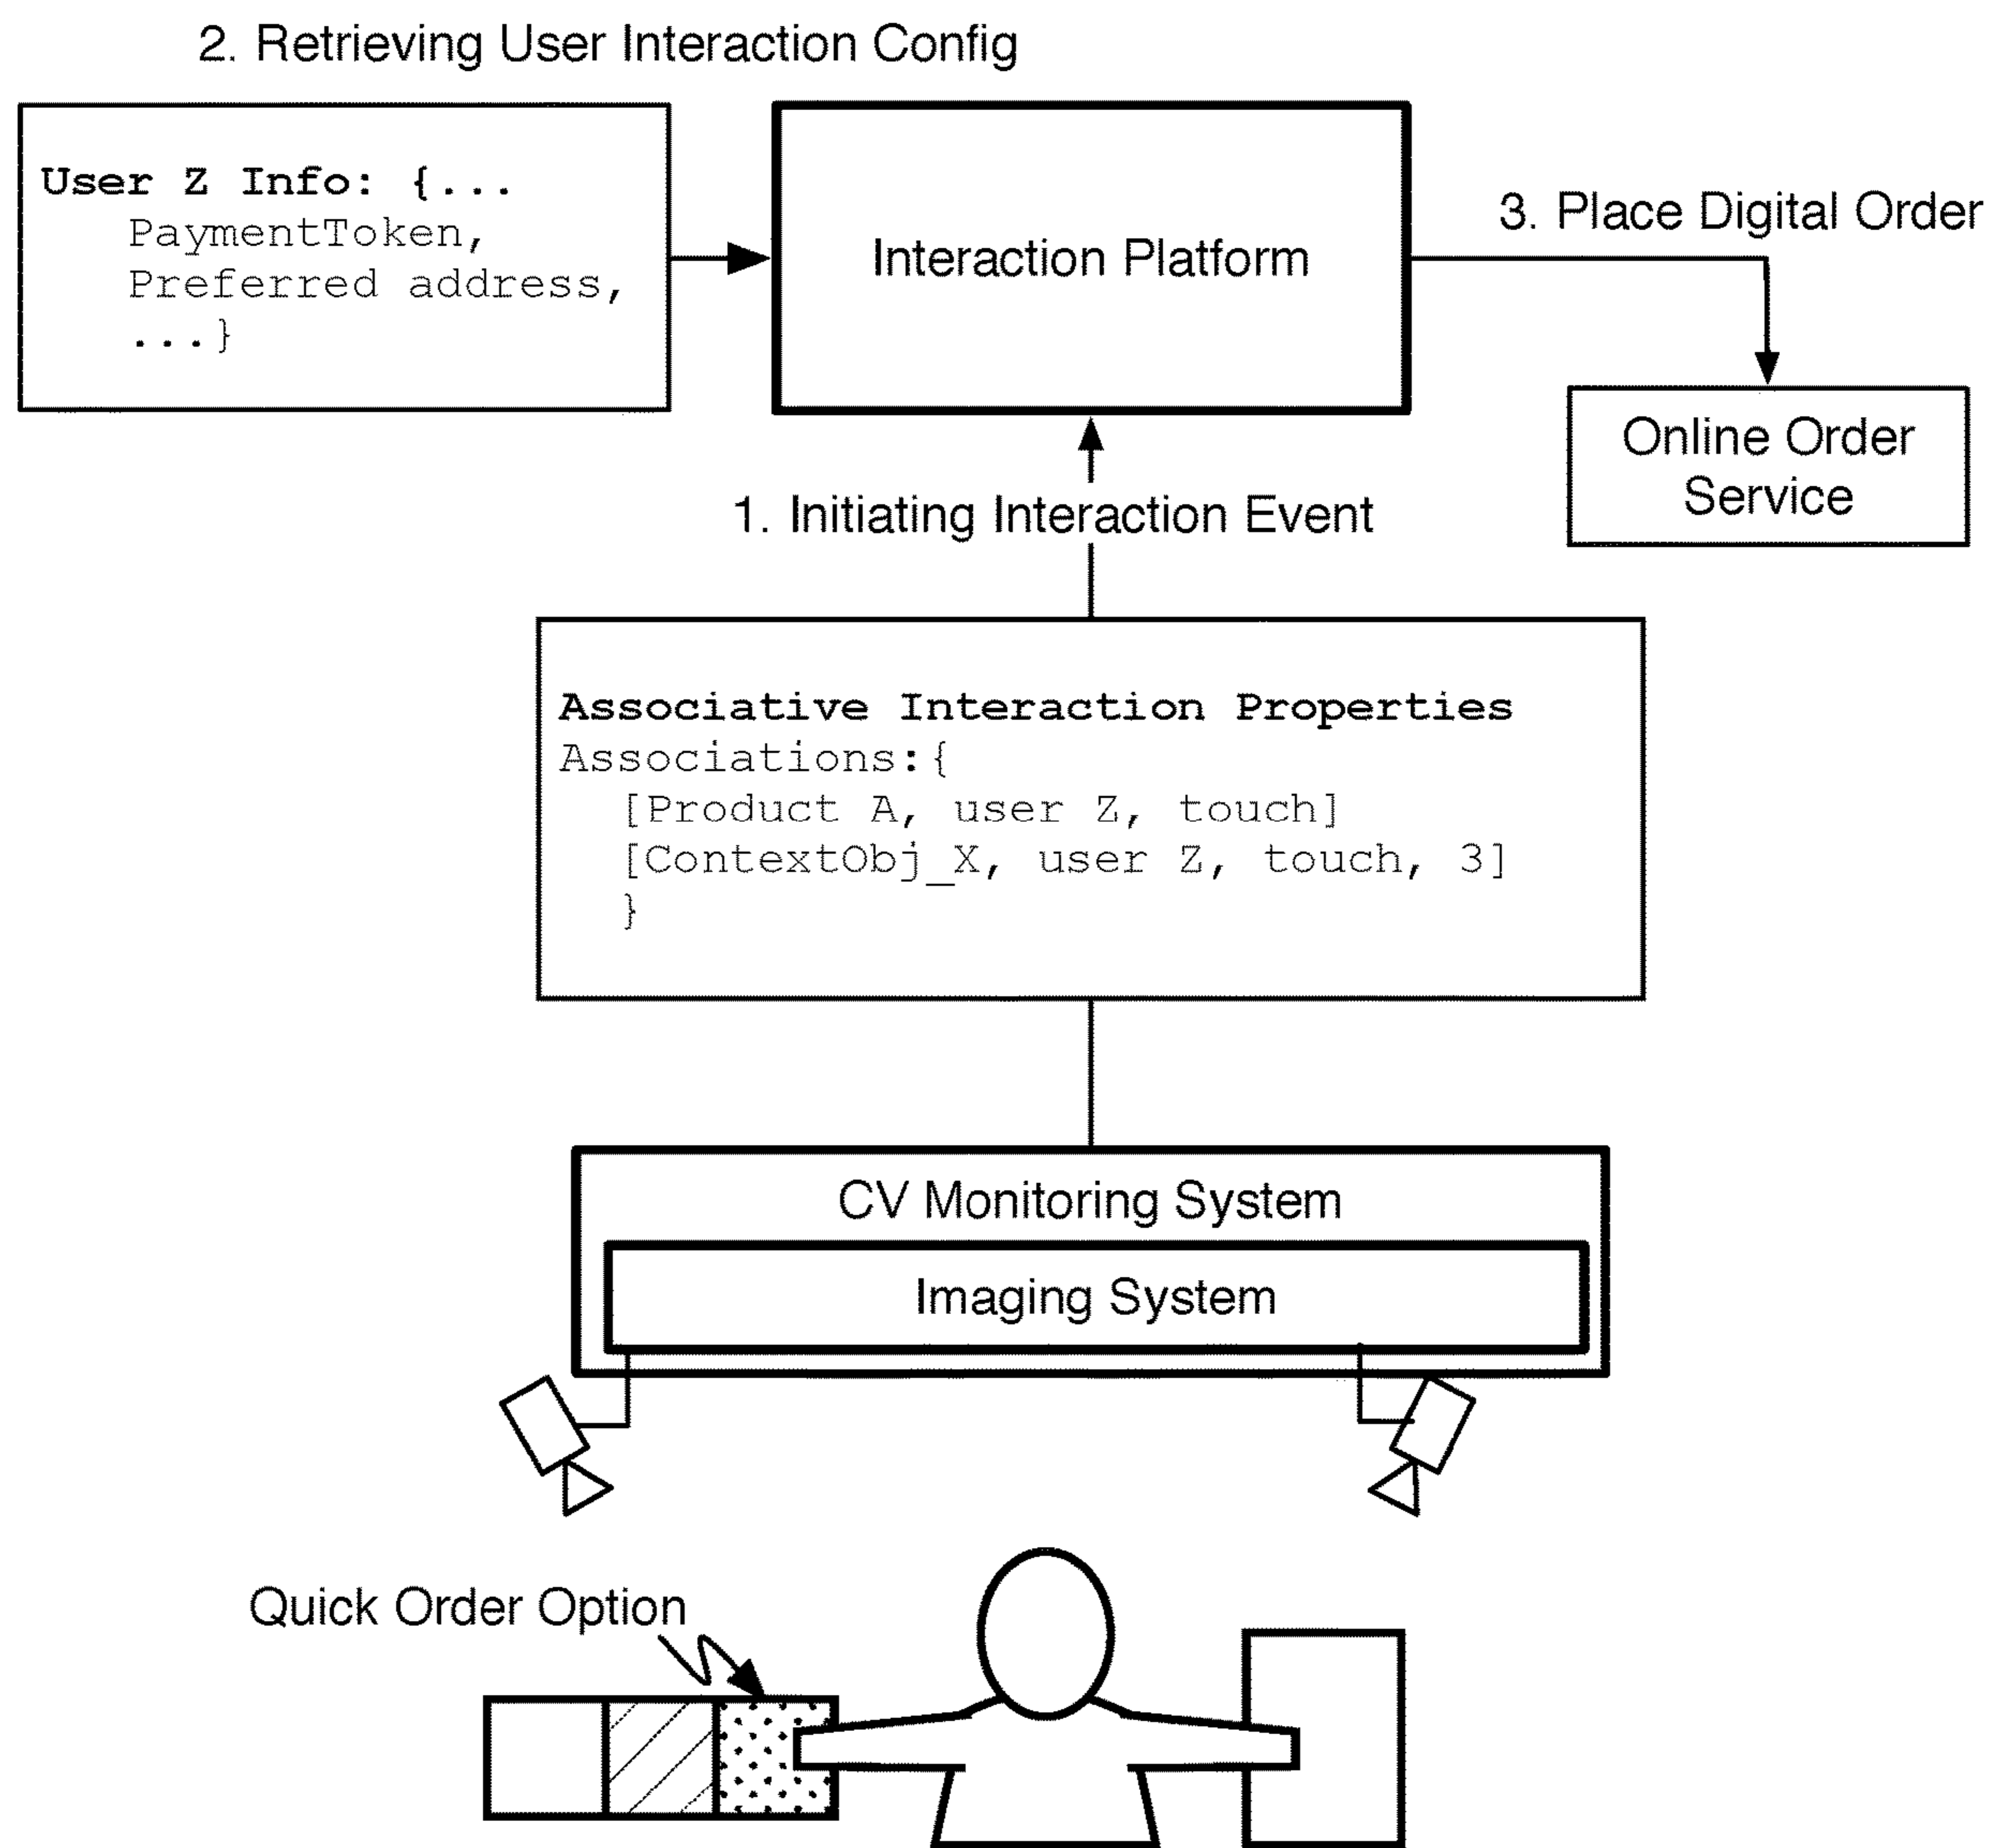 2. Retrieving User Interaction Config
User Z Info: {...
PaymentToken,
Preferred address,
...}
Interaction Platform
3. Place Digital Order
Online Order
Service
1. Initiating Interaction Event
Associative Interaction Properties
Associations:{
[Product A, user Z, touch]
[ContextObj_X, user Z, touch, 3]
}
CV Monitoring System
Imaging System
Quick Order Option